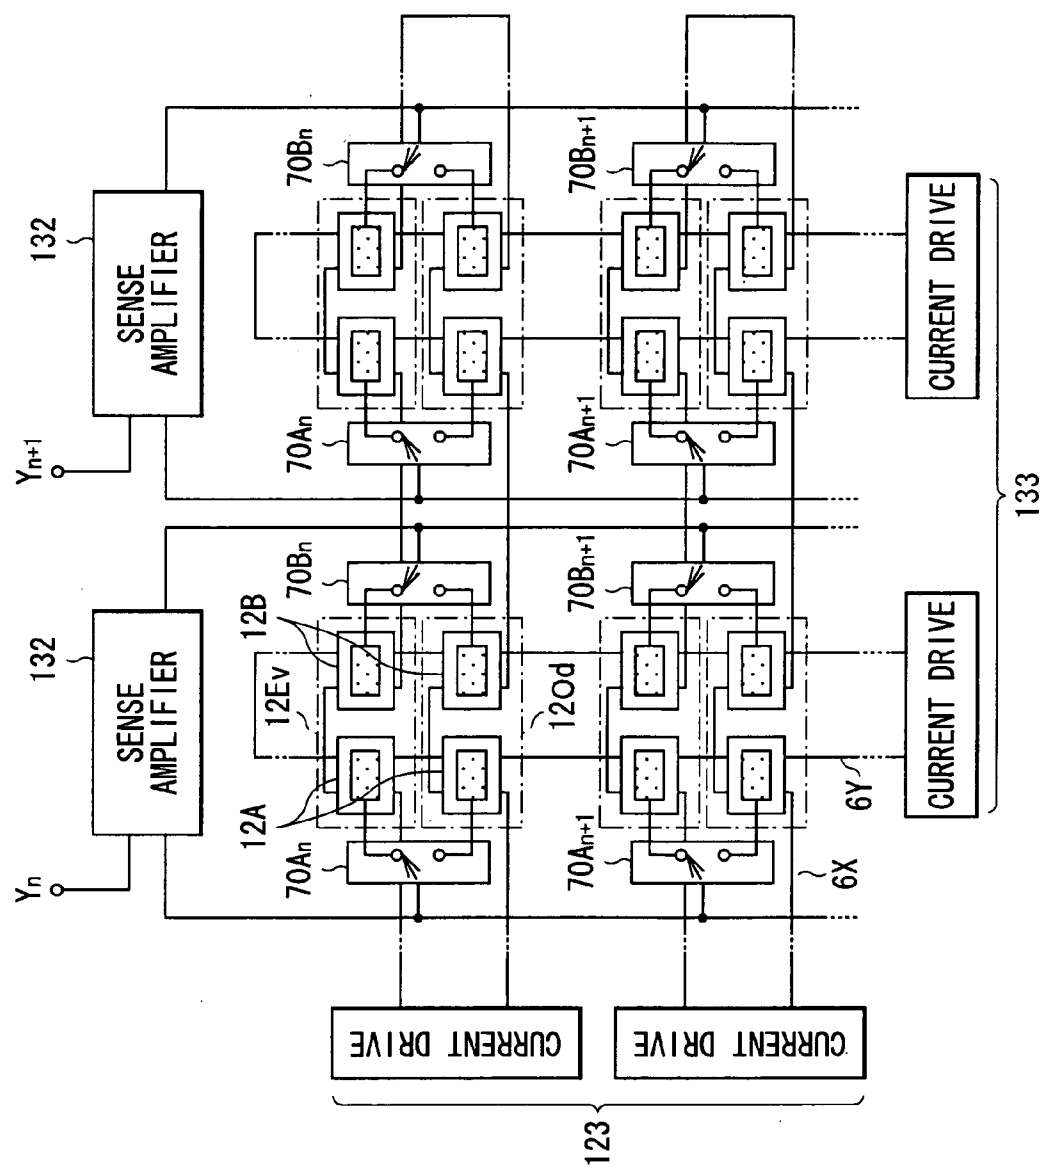 Yn
132
SENSE
AMPLIFIER
Yn+1
132
SENSE
AMPLIFIER
70An
12A
12Ev
12B
70Bn
70An
70Bn
12Od
70An+1
70Bn+1
70An+1
70Bn+1
6X
6Y
CURRENT DRIVE
CURRENT DRIVE
123
CURRENT DRIVE
CURRENT DRIVE
133